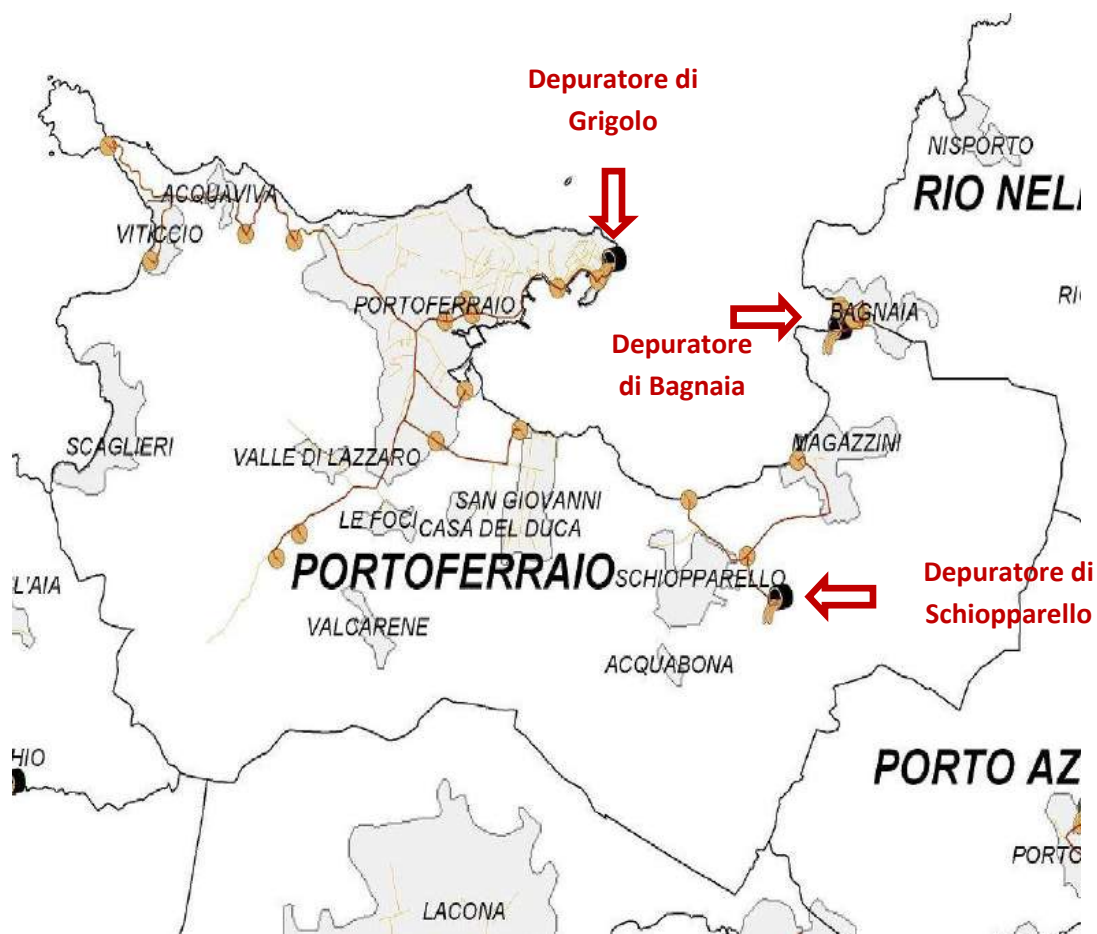 Depuratore di
Grigolo
NISPORTO
RIO NEL
ACQUAVIVA
VITICCIO
PORTOFERRAIO
BAGNAIA
Depuratore
di Bagnaia
SCAGLIERI
VALLE DI LAZZARO
MAGAZZINI
SAN GIOVANNI
LE FOCI
CASA DEL DUCA
PORTOFERRAIO
SCHIOPPARELLO
Depuratore di
Schiopparello
L'AIA
VALCARENE
ACQUABONA
HIO
PORTO AZ
PORTO
LACONA